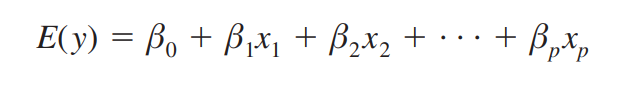 E(y) = β₀ + β₁x₁ + β₂x₂ + · · · + βₚxₚ